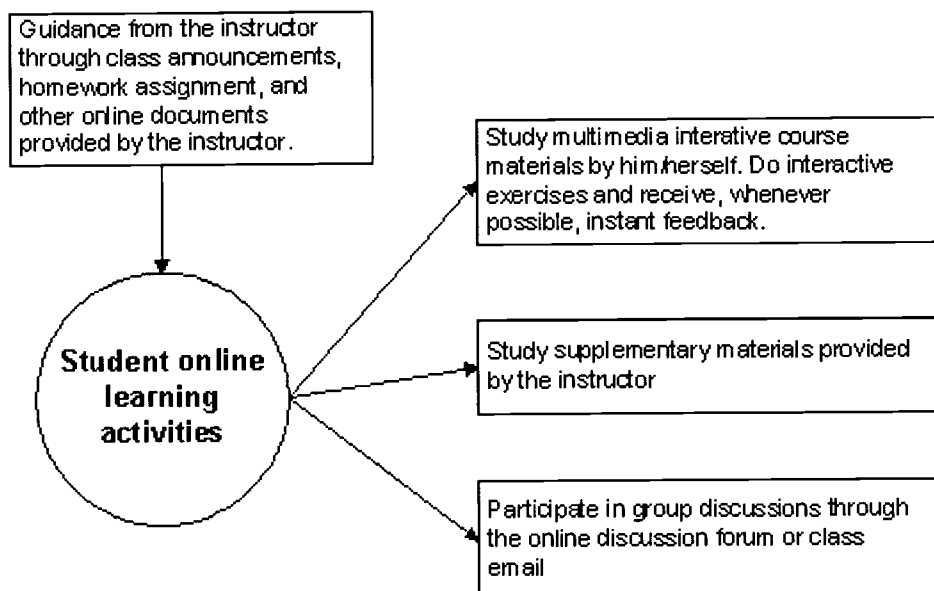 Guidance from the instructor
through class announcements,
homework assignment, and
other online documents
provided by the instructor.
Study multimedia interative course
materials by him/herself. Do interactive
exercises and receive, whenever
possible, instant feedback.
Student online
learning
activities
Study supplementary materials provided
by the instructor
Participate in group discussions through
the online discussion forum or class
email